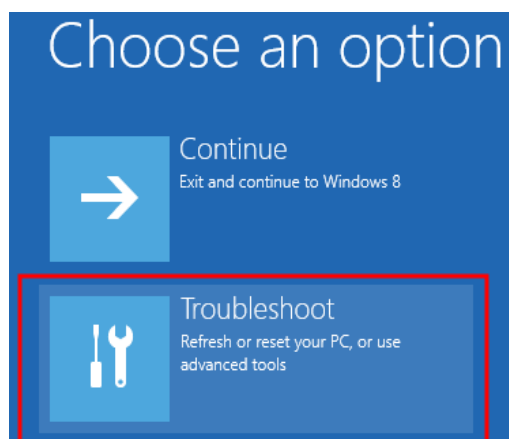 Choose an option
Continue
Exit and continue to Windows 8
Troubleshoot
Refresh or reset your PC, or use
advanced tools